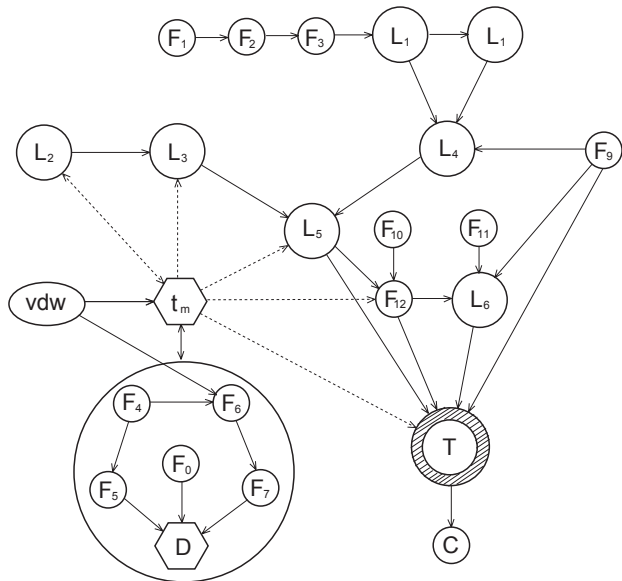 F₁ F₂ F₃ L₁ L₁
L₂ L₃ L₄ F₉
L₅ F₁₀ F₁₁
vdw tₘ F₁₂ L₆
F₄ F₆
F₀ T
F₅ F₇
D C